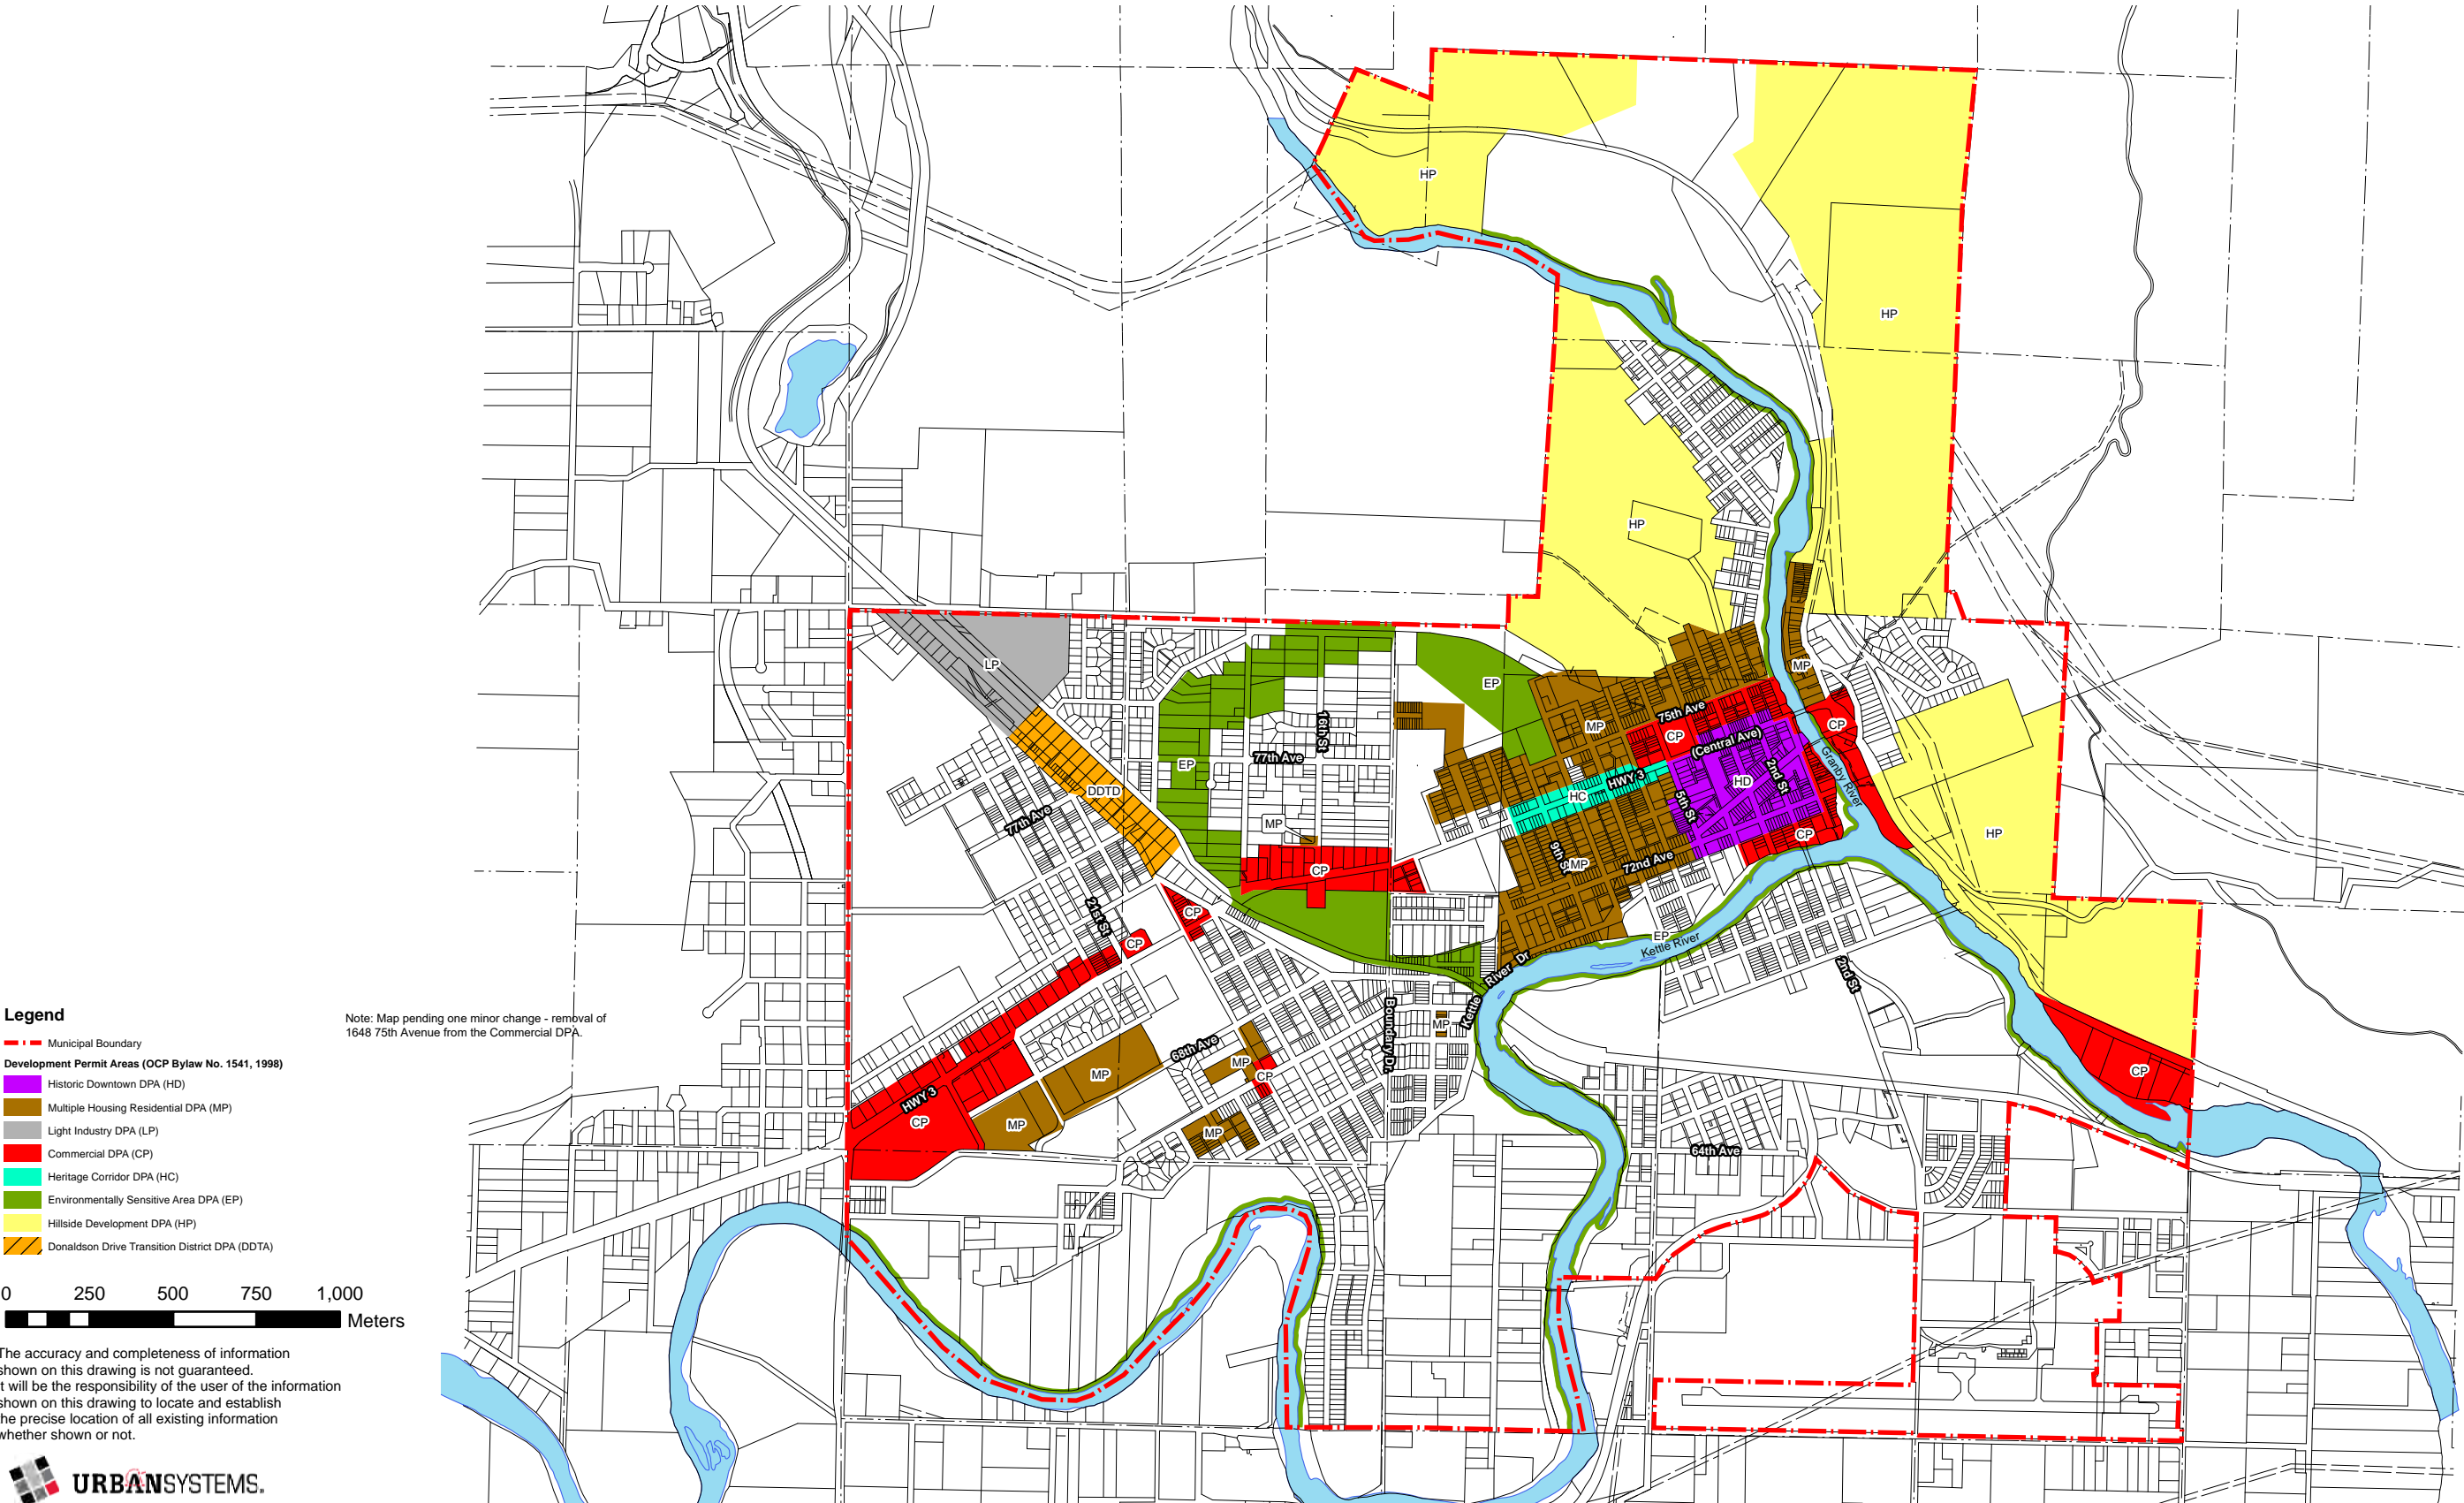 HP
HP
HP
LP
MP
EP
75th Ave
MP
CP
16th St
CP
(Central Ave)
77th Ave
EP
2nd St
HD
Granby River
HWY 3
DDTD
HC
5th St
77th Ave
MP
HP
CP
9th St
MP
72nd Ave
CP
21st St
CP
CP
EP
Kettle River
Kettle River Dr
2nd St
Boundary Dr.
MP
68th Ave
MP
CP
MP
CP
HWY 3
CP
MP
MP
64th Ave
Note: Map pending one minor change - removal of
1648 75th Avenue from the Commercial DPA.
Legend
Municipal Boundary
Development Permit Areas (OCP Bylaw No. 1541, 1998)
Historic Downtown DPA (HD)
Multiple Housing Residential DPA (MP)
Light Industry DPA (LP)
Commercial DPA (CP)
Heritage Corridor DPA (HC)
Environmentally Sensitive Area DPA (EP)
Hillside Development DPA (HP)
Donaldson Drive Transition District DPA (DDTA)
0 250 500 750 1,000
Meters
The accuracy and completeness of information
shown on this drawing is not guaranteed.
It will be the responsibility of the user of the information
shown on this drawing to locate and establish
the precise location of all existing information
whether shown or not.
URBANSYSTEMS.